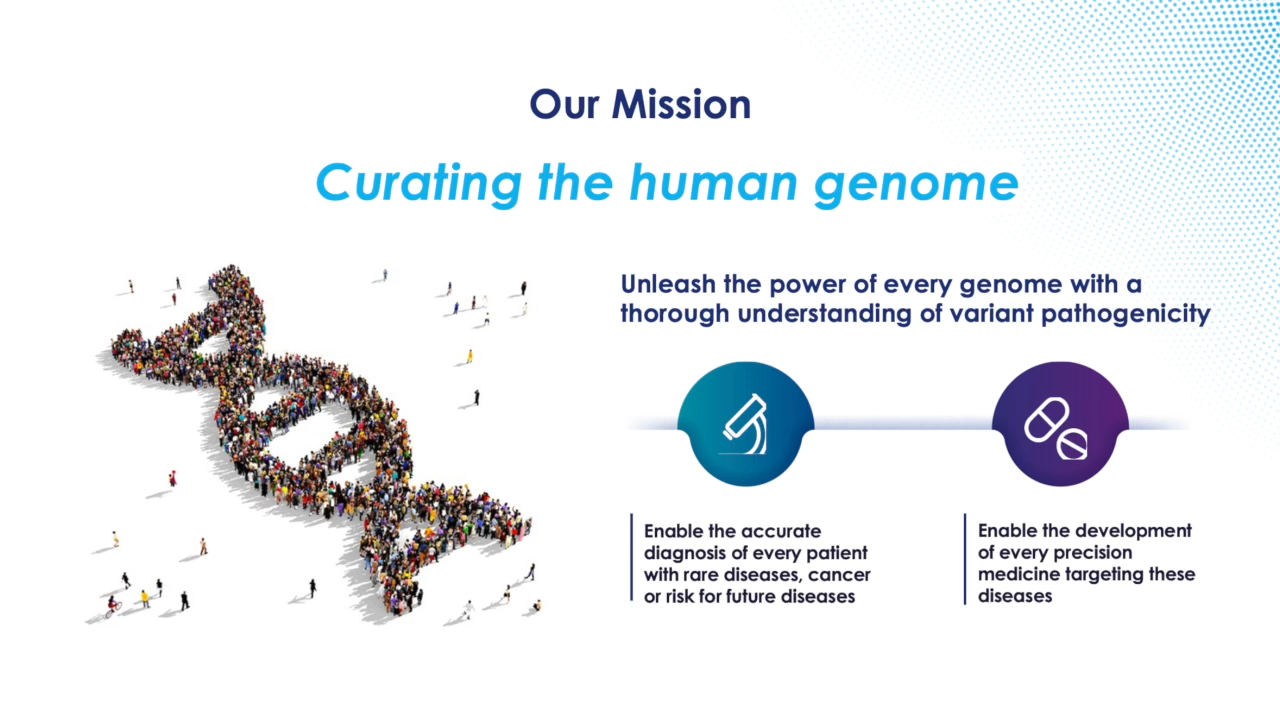 Our Mission
Curating the human genome
Unleash the power of every genome with a
thorough understanding of variant pathogenicity
Enable the accurate
diagnosis of every patient
with rare diseases, cancer
or risk for future diseases
Enable the development
of every precision
medicine targeting these
diseases